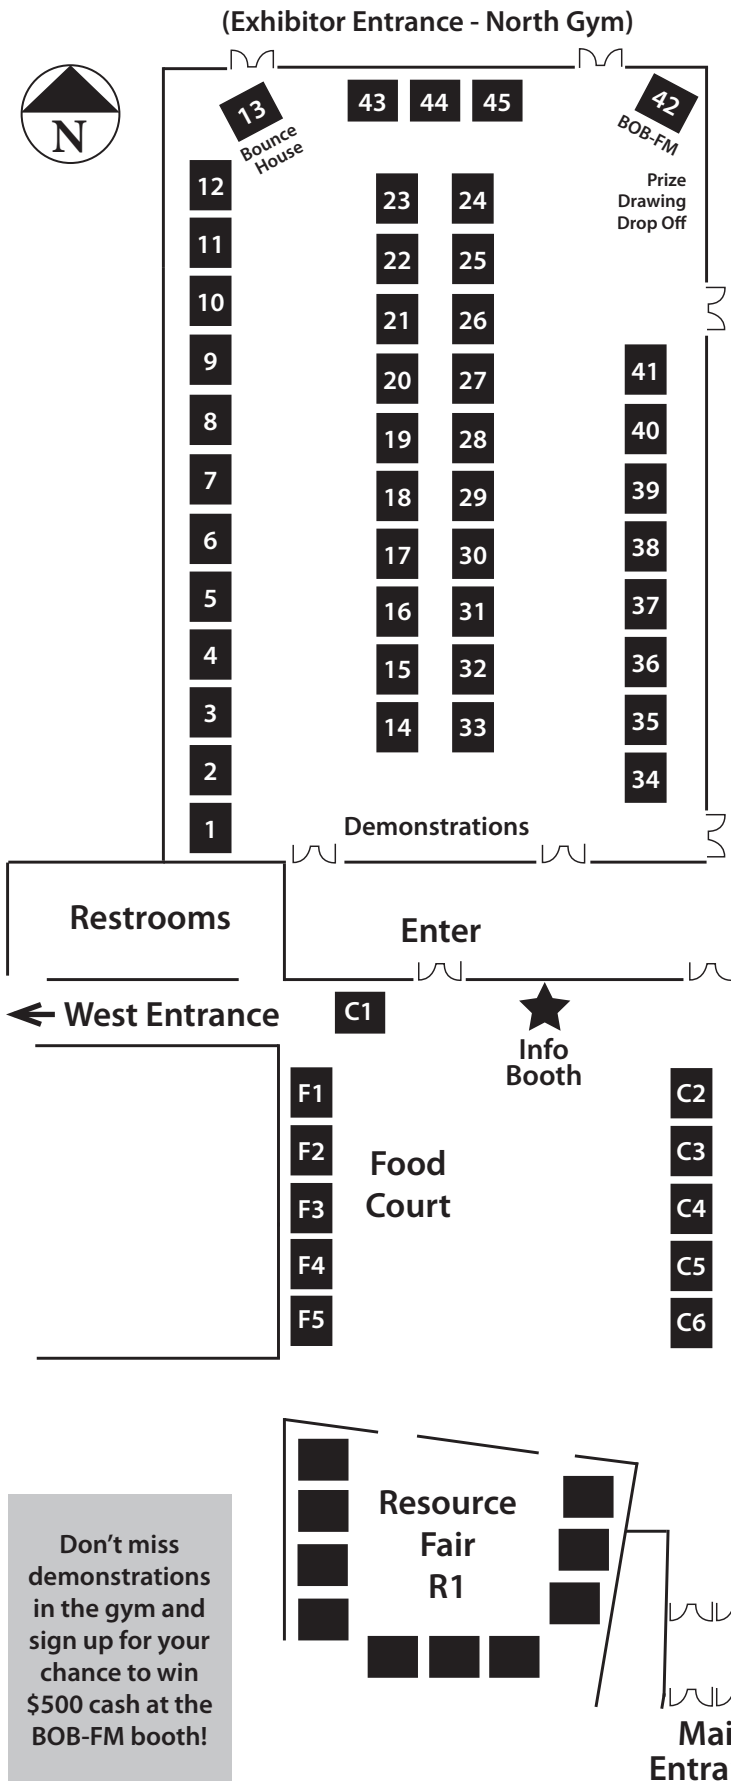 (Exhibitor Entrance - North Gym)
N
13
Bounce
House
43 44 45
42
BOB-FM
Prize
Drawing
Drop Off
12
11
10
9
8
7
6
5
4
3
2
1
23 24
22 25
21 26
20 27
19 28
18 29
17 30
16 31
15 32
14 33
41
40
39
38
37
36
35
34
Demonstrations
Restrooms
Enter
West Entrance
C1
Info
Booth
F1
F2
F3
F4
F5
Food
Court
C2
C3
C4
C5
C6
Resource
Fair
R1
Don’t miss
demonstrations
in the gym and
sign up for your
chance to win
$500 cash at the
BOB-FM booth!